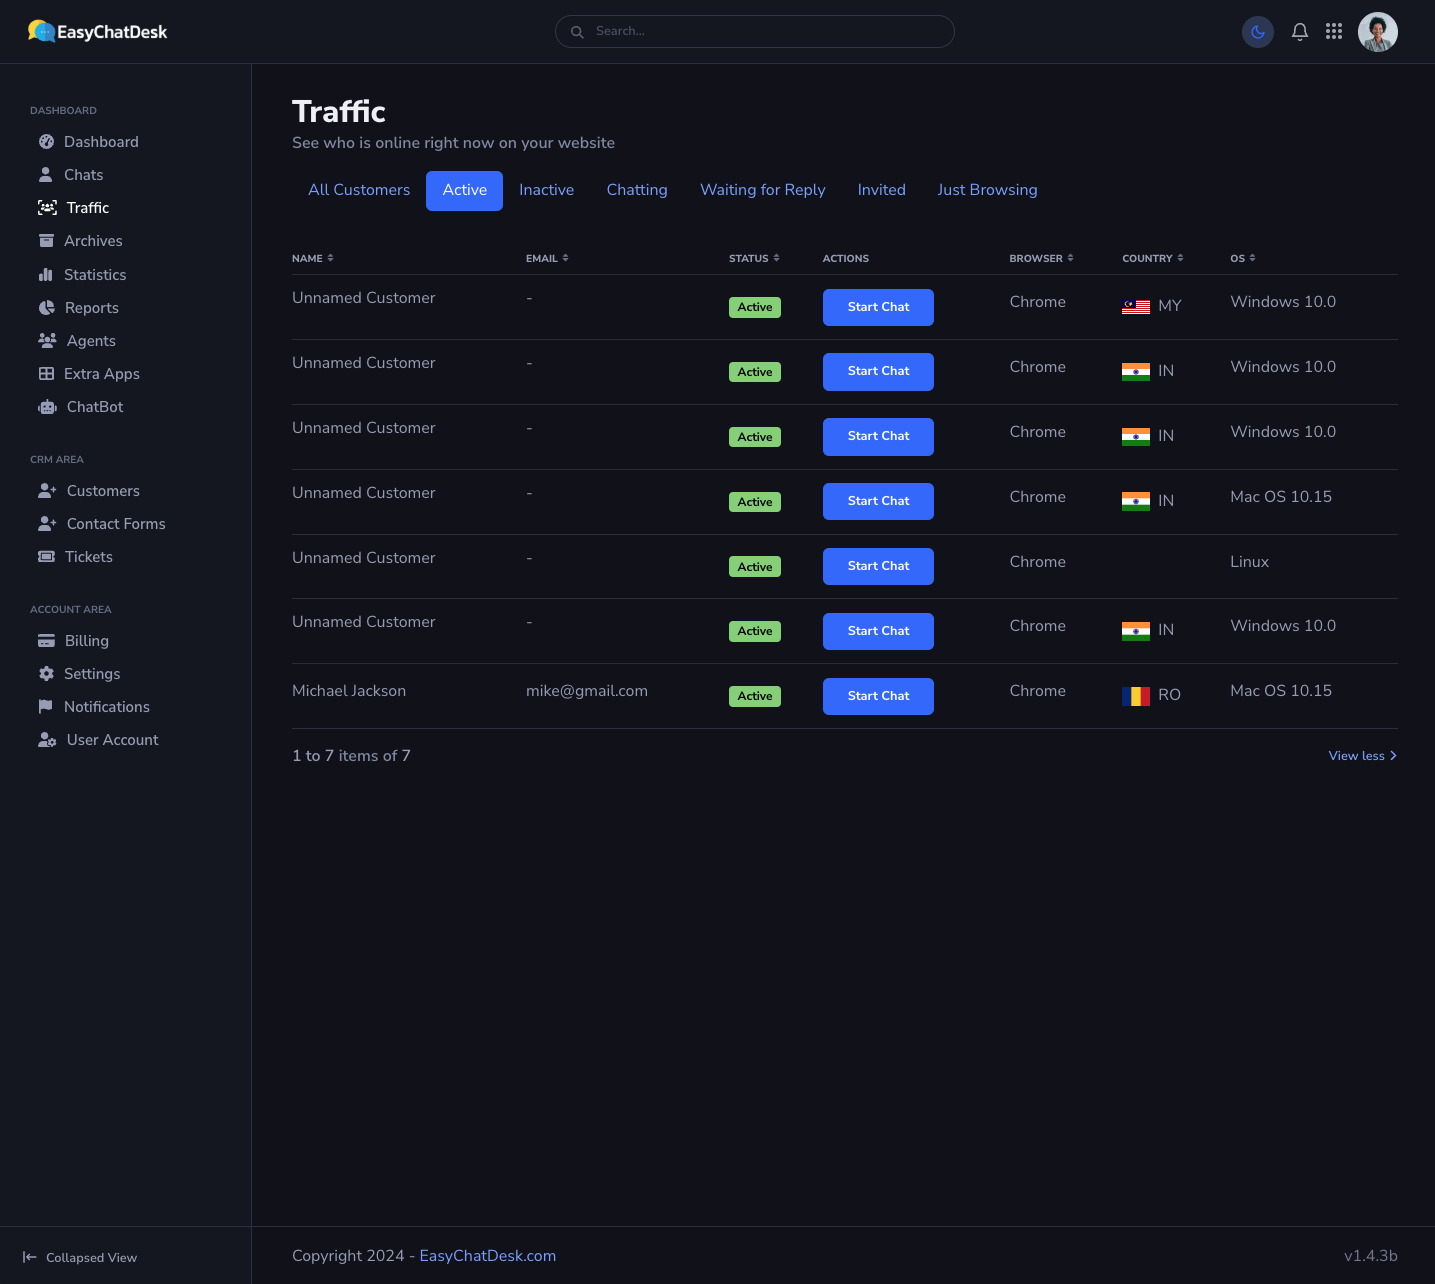 EasyChatDesk
Search...
DASHBOARD
Dashboard
Chats
Traffic
Archives
Statistics
Reports
Agents
Extra Apps
ChatBot
CRM AREA
Customers
Contact Forms
Tickets
ACCOUNT AREA
Billing
Settings
Notifications
User Account
Collapsed View
Traffic
See who is online right now on your website
All Customers Active Inactive Chatting Waiting for Reply Invited Just Browsing
NAME EMAIL STATUS ACTIONS BROWSER COUNTRY OS
Unnamed Customer - Active Start Chat Chrome MY Windows 10.0
Unnamed Customer - Active Start Chat Chrome IN Windows 10.0
Unnamed Customer - Active Start Chat Chrome IN Windows 10.0
Unnamed Customer - Active Start Chat Chrome IN Mac OS 10.15
Unnamed Customer - Active Start Chat Chrome Linux
Unnamed Customer - Active Start Chat Chrome IN Windows 10.0
Michael Jackson mike@gmail.com Active Start Chat Chrome RO Mac OS 10.15
1 to 7 items of 7 View less
Copyright 2024 - EasyChatDesk.com v1.4.3b